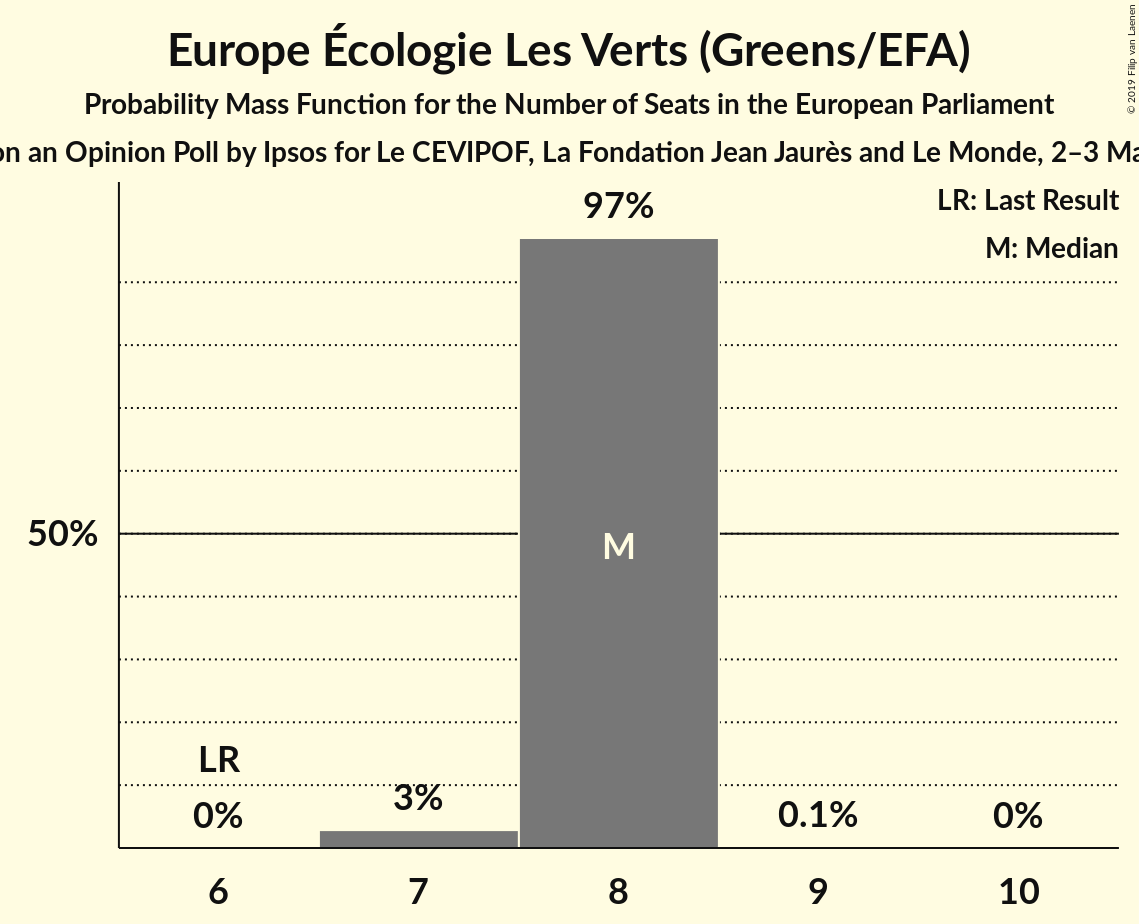 Europe Écologie Les Verts (Greens/EFA)
Probability Mass Function for the Number of Seats in the European Parliament
an Opinion Poll by Ipsos for Le CEVIPOF, La Fondation Jean Jaurès and Le Monde, 2–3
© 2019 Filip van Laenen
LR: Last Result
M: Median
97%
50%
M
LR
0%
3%
0.1%
0%
6
7
8
9
10